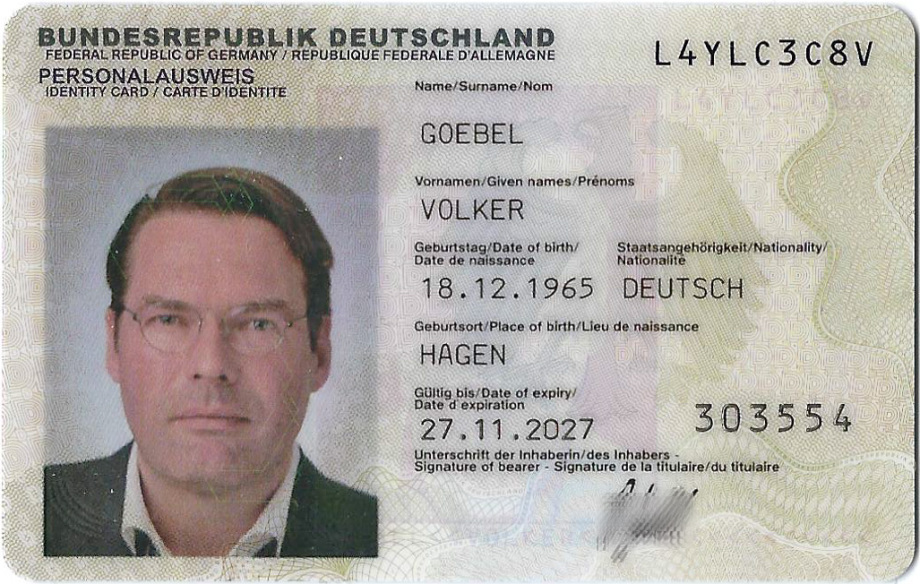 BUNDESREPUBLIK DEUTSCHLAND
FEDERAL REPUBLIC OF GERMANY / REPUBLIQUE FEDERALE D'ALLEMAGNE
PERSONALAUSWEIS
IDENTITY CARD / CARTE D'IDENTITE
L4YLC3C8V
Name/Surname/Nom
L4YLC3C8V
GOEBEL
Vornamen/Given names/Prénoms
VOLKER
Geburtstag/Date of birth/
Date de naissance
Staatsangehörigkeit/Nationality/
Nationalité
18.12.1965 DEUTSCH
Geburtsort/Place of birth/Lieu de naissance
HAGEN
Gültig bis/Date of expiry/
Date d'expiration
27.11.2027
303554
Unterschrift der Inhaberin/des Inhabers -
Signature of bearer - Signature de la titulaire/du titulaire